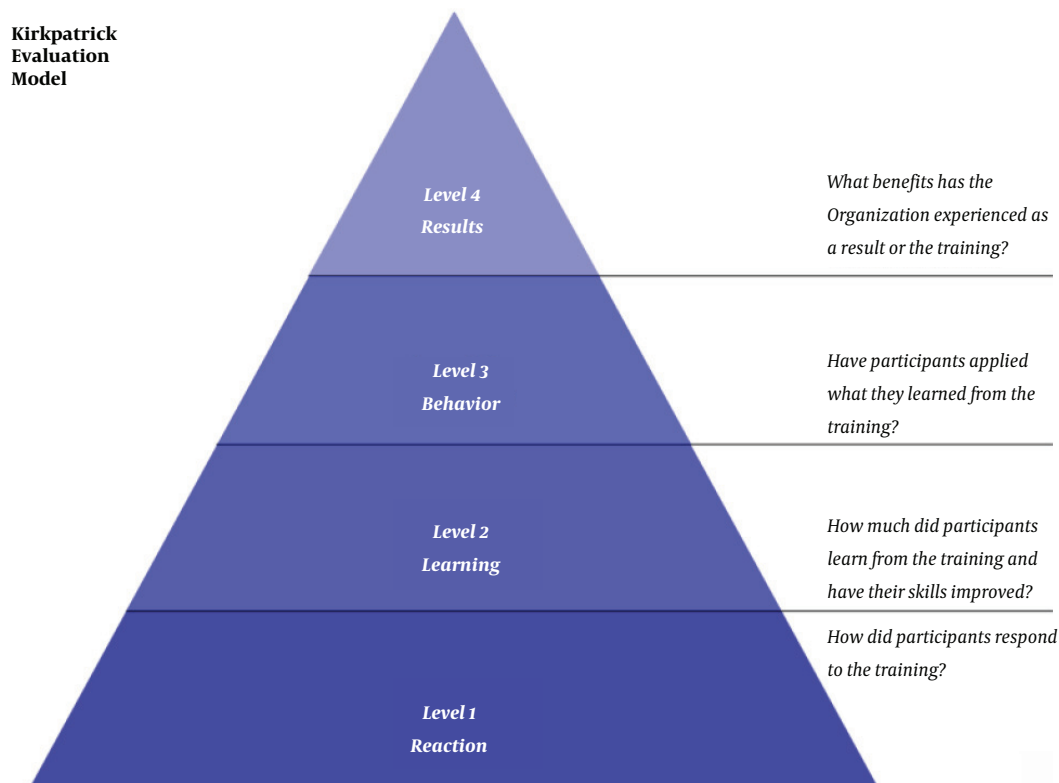 Kirkpatrick
Evaluation
Model
Level 4
Results
What benefits has the
Organization experienced as
a result or the training?
Level 3
Behavior
Have participants applied
what they learned from the
training?
Level 2
Learning
How much did participants
learn from the training and
have their skills improved?
Level 1
Reaction
How did participants respond
to the training?